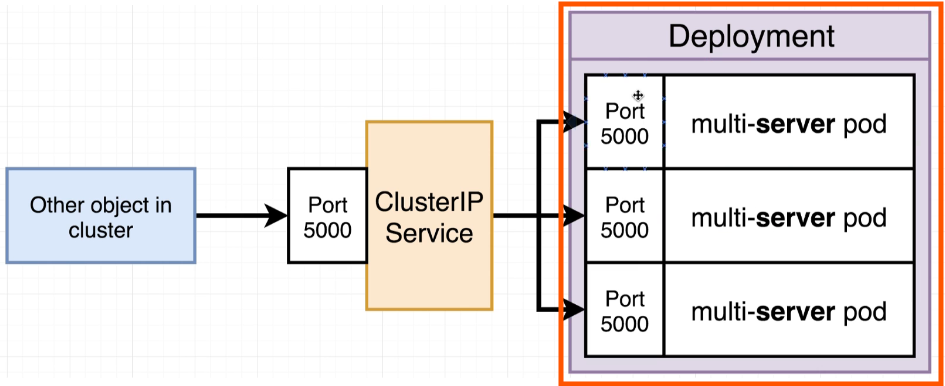 Deployment
Port
5000
multi-server pod
Other object in
cluster
Port
5000
ClusterIP
Service
Port
5000
multi-server pod
Port
5000
multi-server pod